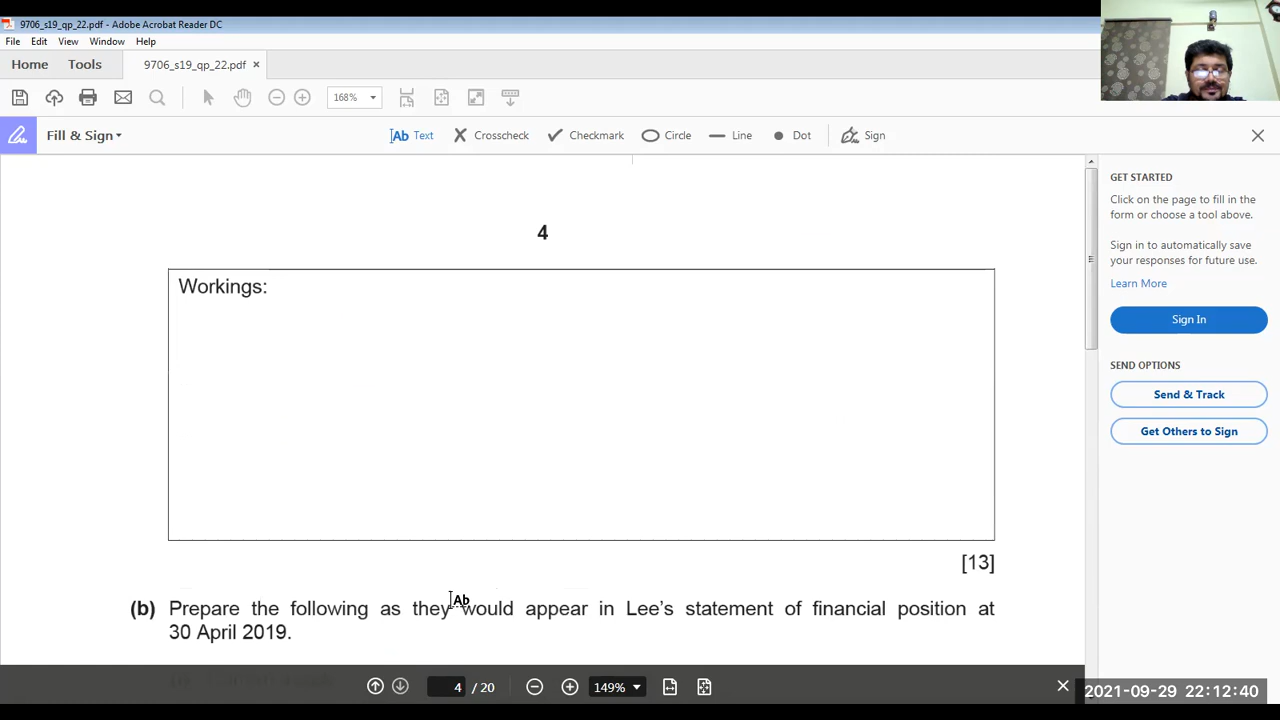 9706_s19_qp_22.pdf - Adobe Acrobat Reader DC
File Edit View Window Help
Home Tools 9706_s19_qp_22.pdf ×
168%
Fill & Sign
Ab Text Crosscheck Checkmark Circle Line Dot Sign
GET STARTED
Click on the page to fill in the
form or choose a tool above.
Sign in to automatically save
your responses for future use.
Learn More
Sign In
SEND OPTIONS
Send & Track
Get Others to Sign
4
Workings:
[13]
Ab
(b) Prepare the following as they would appear in Lee's statement of financial position at
30 April 2019.
4 / 20 149%
2021-09-29 22:12:40